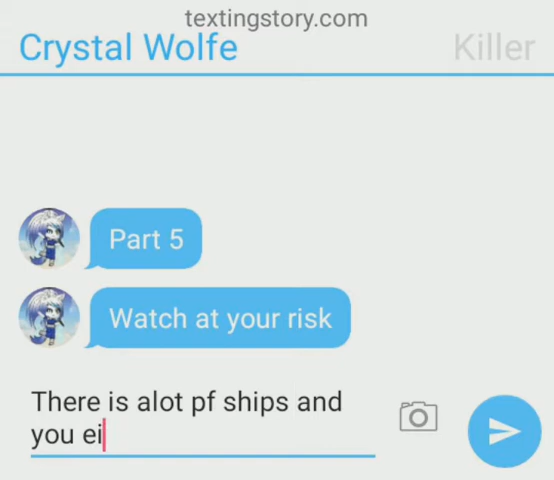 textingstory.com
Crystal Wolfe
Killer
Part 5
Watch at your risk
There is alot pf ships and
you ei